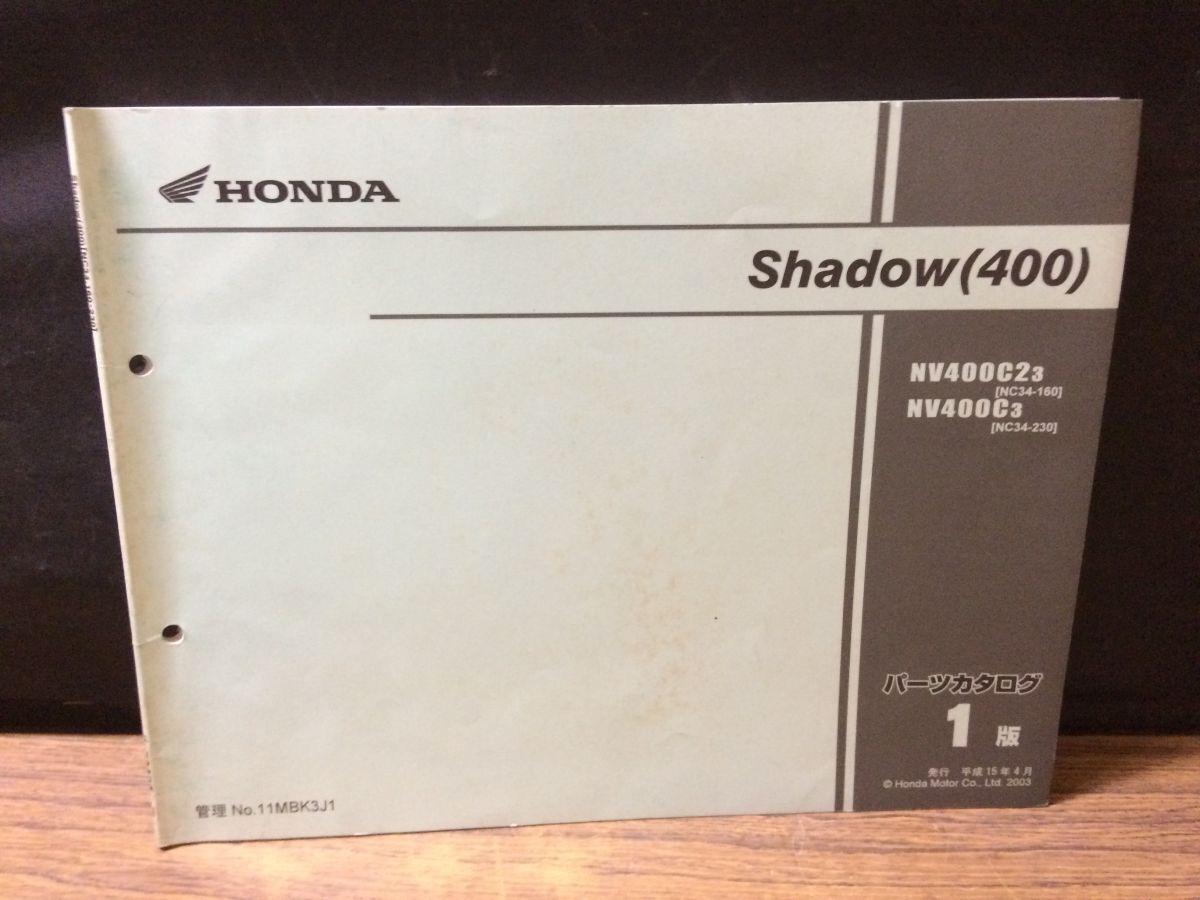 HONDA
Shadow(400)
NV400C23
[NC34-160]
NV400C3
[NC34-230]
パーツカタログ
1版
発行 平成15年4月
© Honda Motor Co., Ltd. 2003
管理 No.11MBK3J1